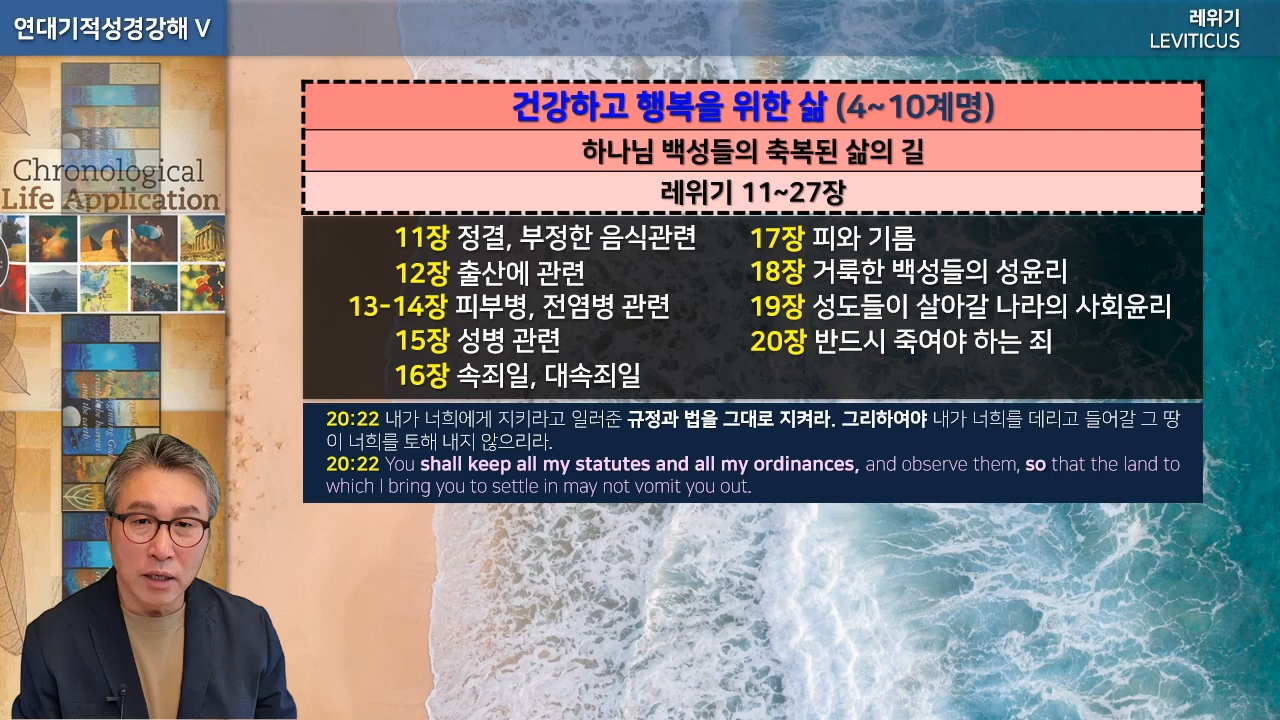 연대기적성경강해 V
레위기
LEVITICUS
Chronological
Life Application
건강하고 행복을 위한 삶 (4~10계명)
하나님 백성들의 축복된 삶의 길
레위기 11~27장
11장 정결, 부정한 음식관련
12장 출산에 관련
13-14장 피부병, 전염병 관련
15장 성병 관련
16장 속죄일, 대속죄일
17장 피와 기름
18장 거룩한 백성들의 성윤리
19장 성도들이 살아갈 나라의 사회윤리
20장 반드시 죽여야 하는 죄
20:22 내가 너희에게 지키라고 일러준 규정과 법을 그대로 지켜라. 그리하여야 내가 너희를 데리고 들어갈 그 땅
이 너희를 토해 내지 않으리라.
20:22 You shall keep all my statutes and all my ordinances, and observe them, so that the land to
which I bring you to settle in may not vomit you out.